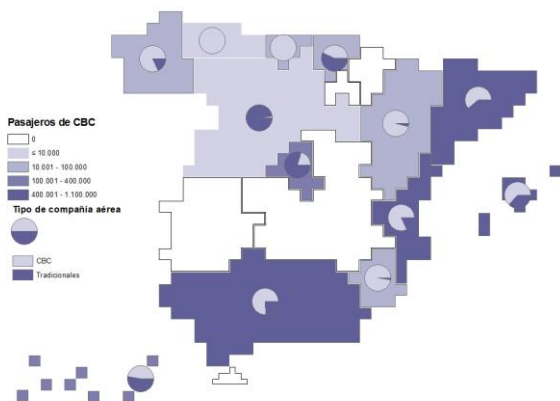 Pasajeros de CBC
0
≤ 10.000
10.001 - 100.000
100.001 - 400.000
400.001 - 1.100.000
Tipo de compañía aérea
CBC
Tradicionales